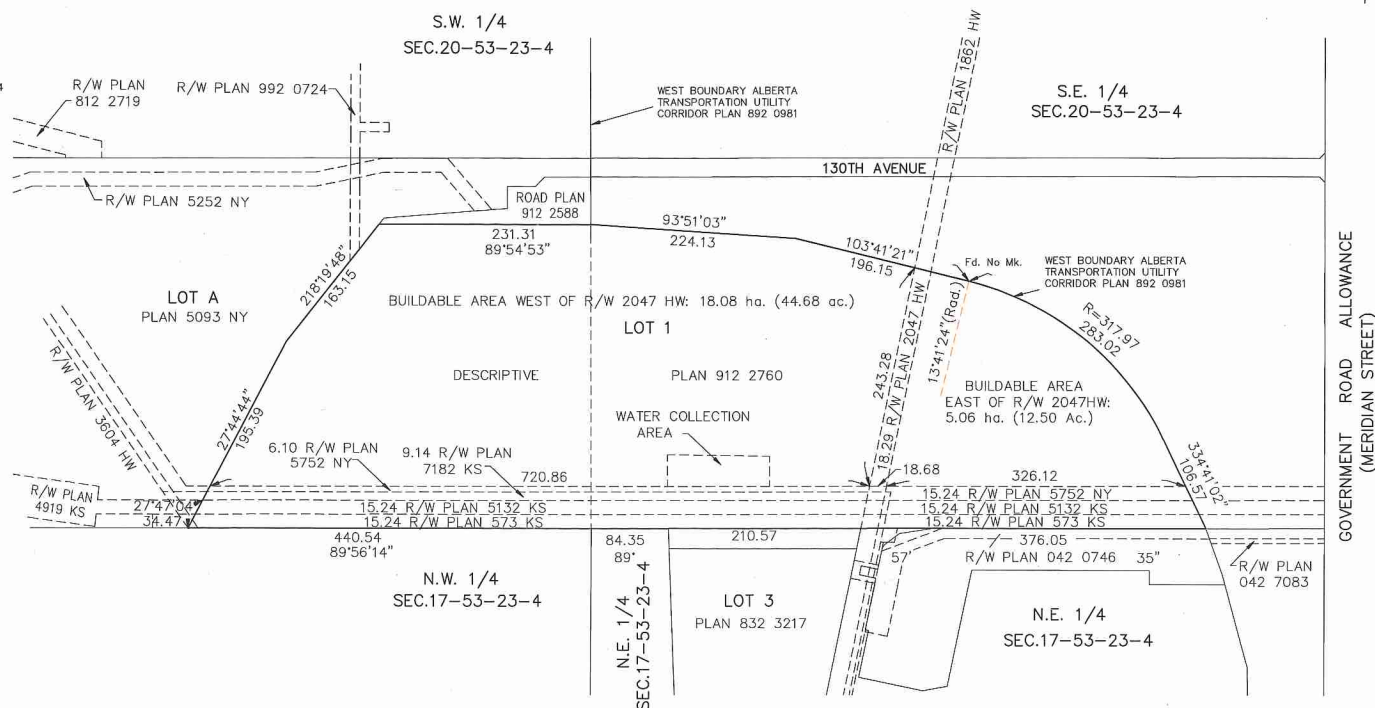 S.W. 1/4
SEC.20-53-23-4
R/W PLAN
812 2719
R/W PLAN 992 0724
WEST BOUNDARY ALBERTA
TRANSPORTATION UTILITY
CORRIDOR PLAN 892 0981
R/W PLAN 1862 HW
S.E. 1/4
SEC.20-53-23-4
130TH AVENUE
R/W PLAN 5252 NY
ROAD PLAN
912 2588
231.31
89°54'53"
93°51'03"
224.13
103°41'21"
196.15
Fd. No Mk.
WEST BOUNDARY ALBERTA
TRANSPORTATION UTILITY
CORRIDOR PLAN 892 0981
GOVERNMENT ROAD ALLOWANCE
(MERIDIAN STREET)
218°19'48"
163.15
LOT A
PLAN 5093 NY
BUILDABLE AREA WEST OF R/W 2047 HW: 18.08 ha. (44.68 ac.)
LOT 1
R=317.97
283.02
13°41'24"(Rad.)
243.28
18.29 R/W PLAN 2047 HW
R/W PLAN 3604 HW
DESCRIPTIVE
PLAN 912 2760
BUILDABLE AREA
EAST OF R/W 2047HW:
5.06 ha. (12.50 Ac.)
27°44'44"
195.39
WATER COLLECTION
AREA
334°41'02"
106.57
6.10 R/W PLAN
5752 NY
9.14 R/W PLAN
7182 KS
720.86
18.68
326.12
R/W PLAN
4919 KS
27°47'04"
34.47
15.24 R/W PLAN 5132 KS
15.24 R/W PLAN 573 KS
15.24 R/W PLAN 5752 NY
15.24 R/W PLAN 5132 KS
15.24 R/W PLAN 573 KS
440.54
89°56'14"
84.35
89°
210.57
57'
376.05
R/W PLAN 042 0746
35"
R/W PLAN
042 7083
N.W. 1/4
SEC.17-53-23-4
N.E. 1/4
SEC.17-53-23-4
LOT 3
PLAN 832 3217
N.E. 1/4
SEC.17-53-23-4